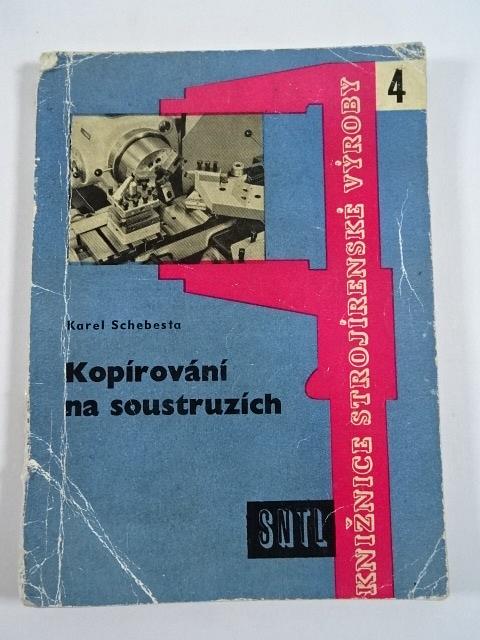 4
KNIŽNICE STROJÍRENSKÉ VÝROBY
Karel Schebesta
Kopírování
na soustruzích
SNTL